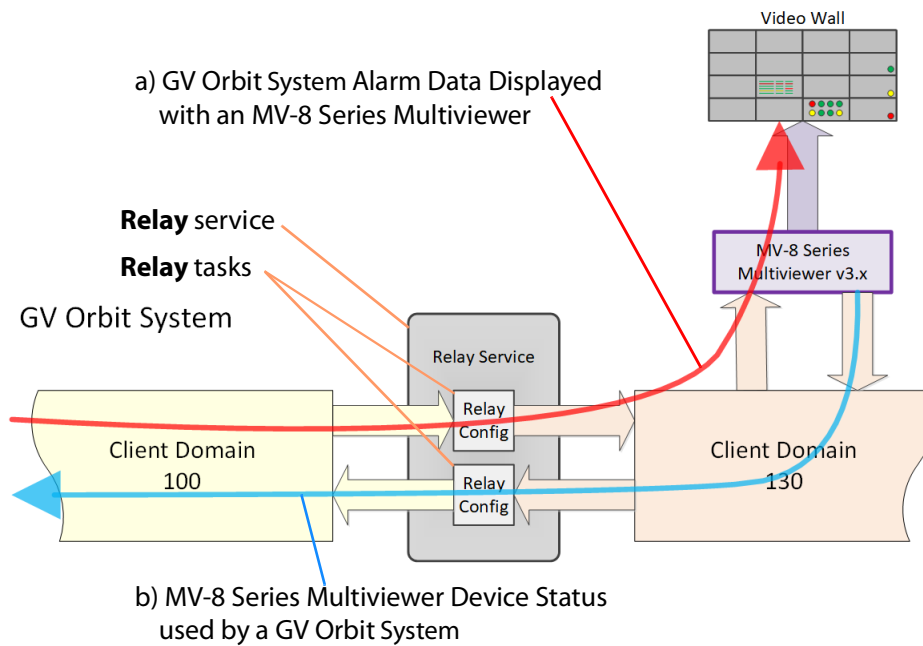 Video Wall
a) GV Orbit System Alarm Data Displayed
with an MV-8 Series Multiviewer
Relay service
Relay tasks
MV-8 Series
Multiviewer v3.x
GV Orbit System
Relay Service
Relay
Config
Client Domain
100
Relay
Config
Client Domain
130
b) MV-8 Series Multiviewer Device Status
used by a GV Orbit System